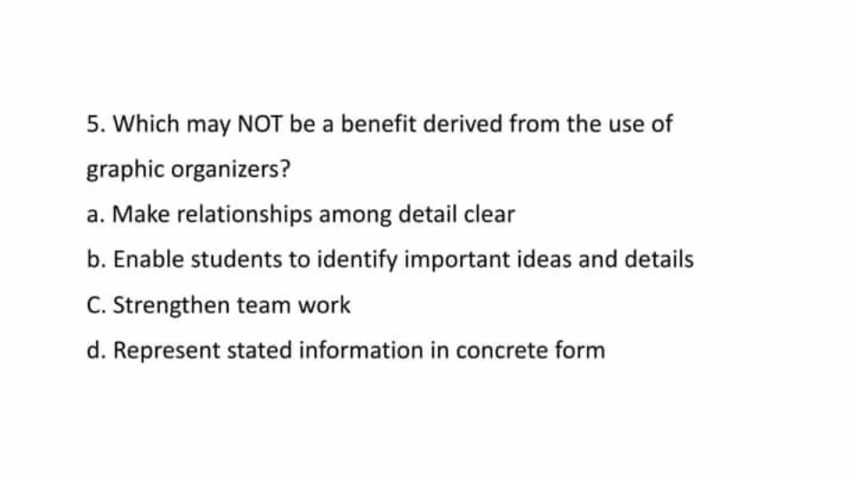 5. Which may NOT be a benefit derived from the use of
graphic organizers?
a. Make relationships among detail clear
b. Enable students to identify important ideas and details
C. Strengthen team work
d. Represent stated information in concrete form